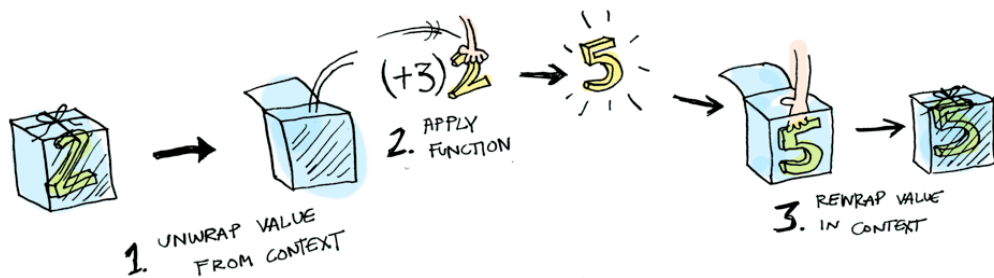 2
1. UNWRAP VALUE
FROM CONTEXT
(+3) 2
2. APPLY
FUNCTION
5
5
3. REWRAP VALUE
IN CONTEXT
5